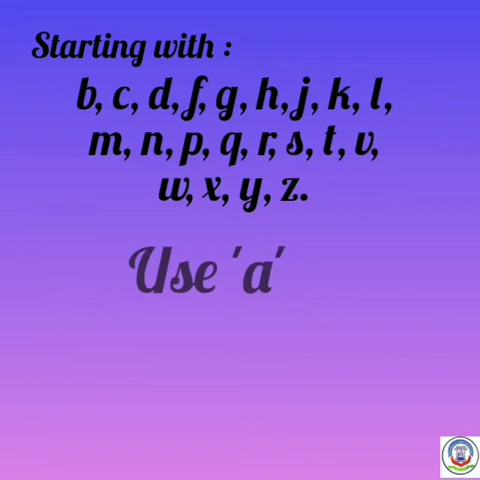 Starting with :
b, c, d, f, g, h, j, k, l,
m, n, p, q, r, s, t, v,
w, x, y, z.
Use 'a'